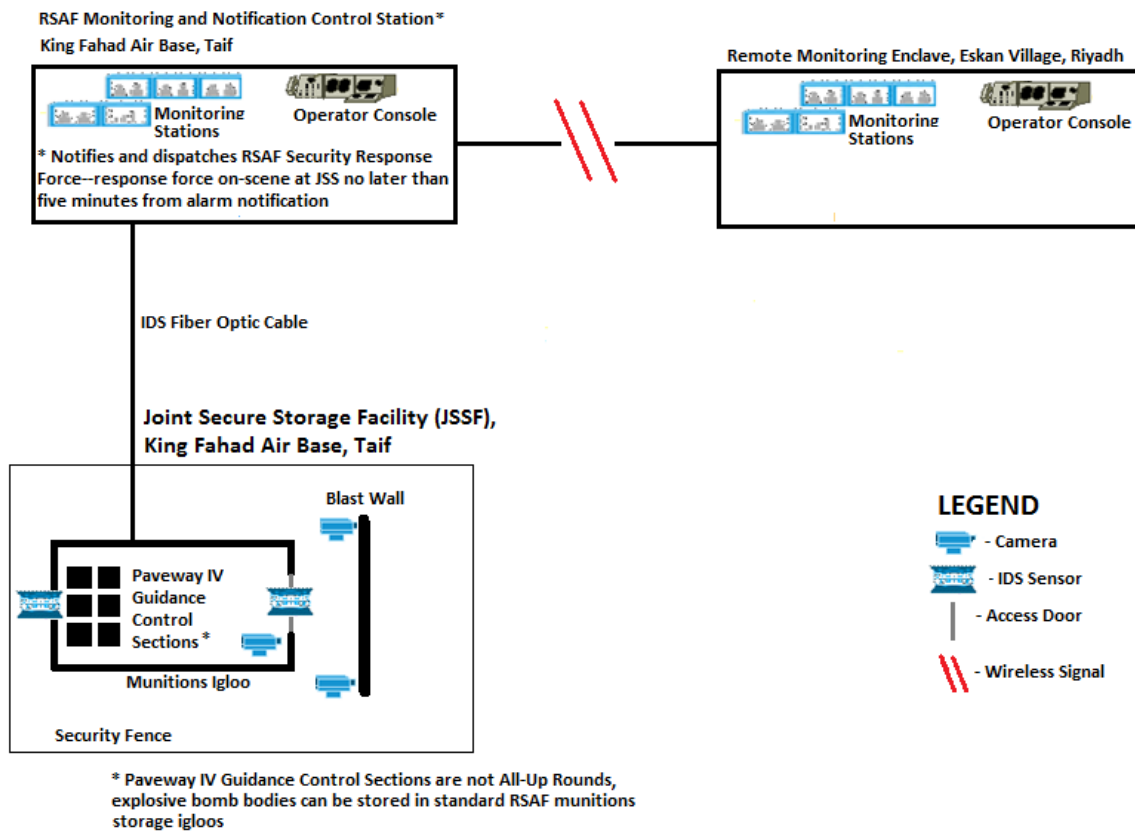 RSAF Monitoring and Notification Control Station*
King Fahad Air Base, Taif
Remote Monitoring Enclave, Eskan Village, Riyadh
Monitoring
Stations
Operator Console
Monitoring
Stations
Operator Console
* Notifies and dispatches RSAF Security Response
Force--response force on-scene at JSS no later than
five minutes from alarm notification
IDS Fiber Optic Cable
Joint Secure Storage Facility (JSSF),
King Fahad Air Base, Taif
Blast Wall
Paveway IV
Guidance
Control
Sections*
Munitions Igloo
Security Fence
LEGEND
- Camera
- IDS Sensor
- Access Door
- Wireless Signal
* Paveway IV Guidance Control Sections are not All-Up Rounds,
explosive bomb bodies can be stored in standard RSAF munitions
storage igloos